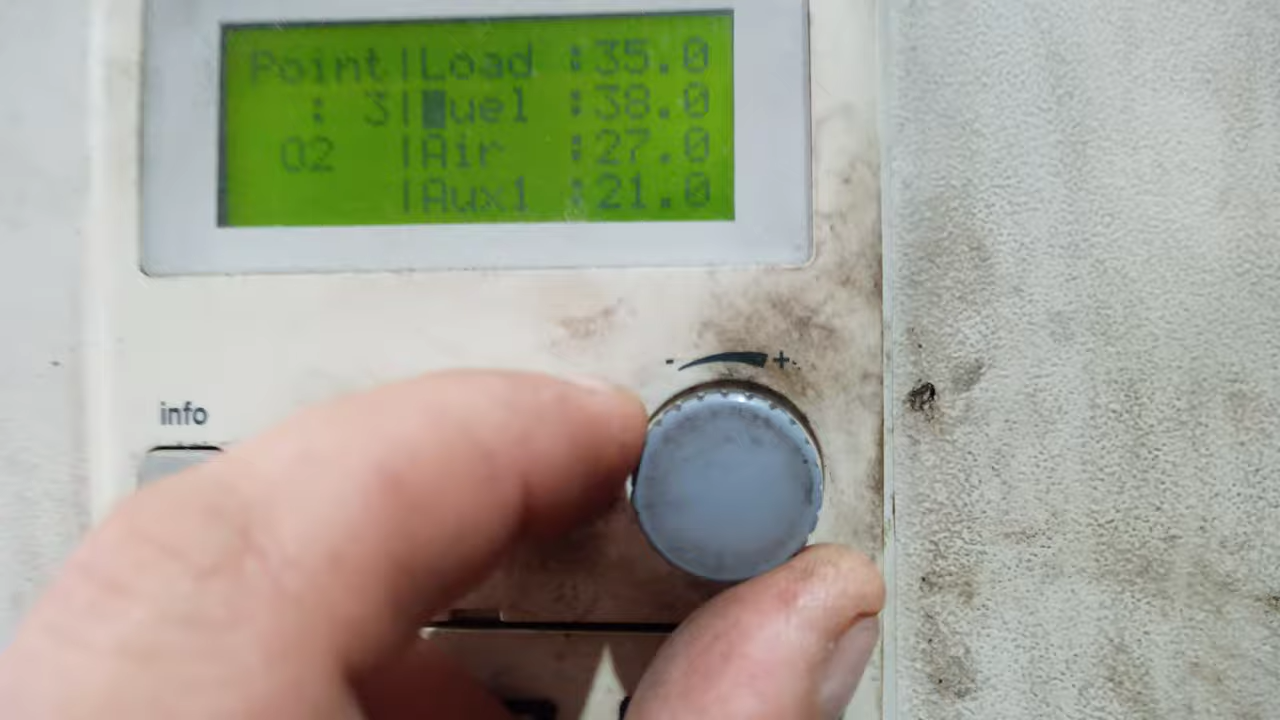 Point|Load :35.0
: 3|█uel :38.0
O2 |Air :27.0
|Aux1 :21.0
- +
info